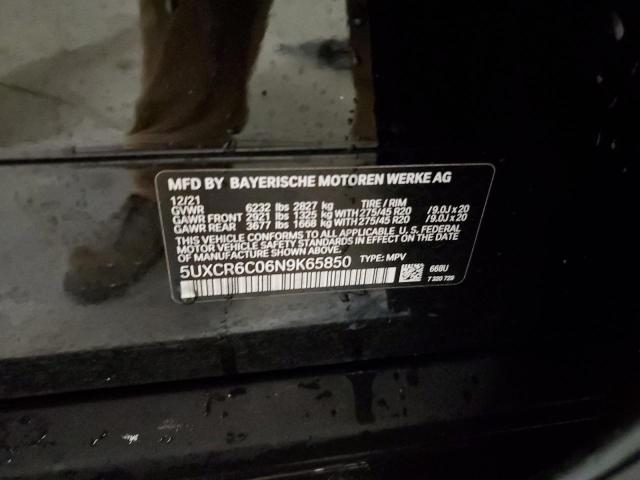 MFD BY BAYERISCHE MOTOREN WERKE AG
12/21
GVWR 6232 lbs 2827 kg TIRE / RIM
GAWR FRONT 2921 lbs 1325 kg WITH 275/45 R20 / 9.0J x 20
GAWR REAR 3677 lbs 1668 kg WITH 275/45 R20 / 9.0J x 20
THIS VEHICLE CONFORMS TO ALL APPLICABLE U.S. FEDERAL
MOTOR VEHICLE SAFETY STANDARDS IN EFFECT ON THE DATE
OF MANUFACTURE SHOWN ABOVE.
5UXCR6C06N9K65850 TYPE: MPV
668U
7 320 729